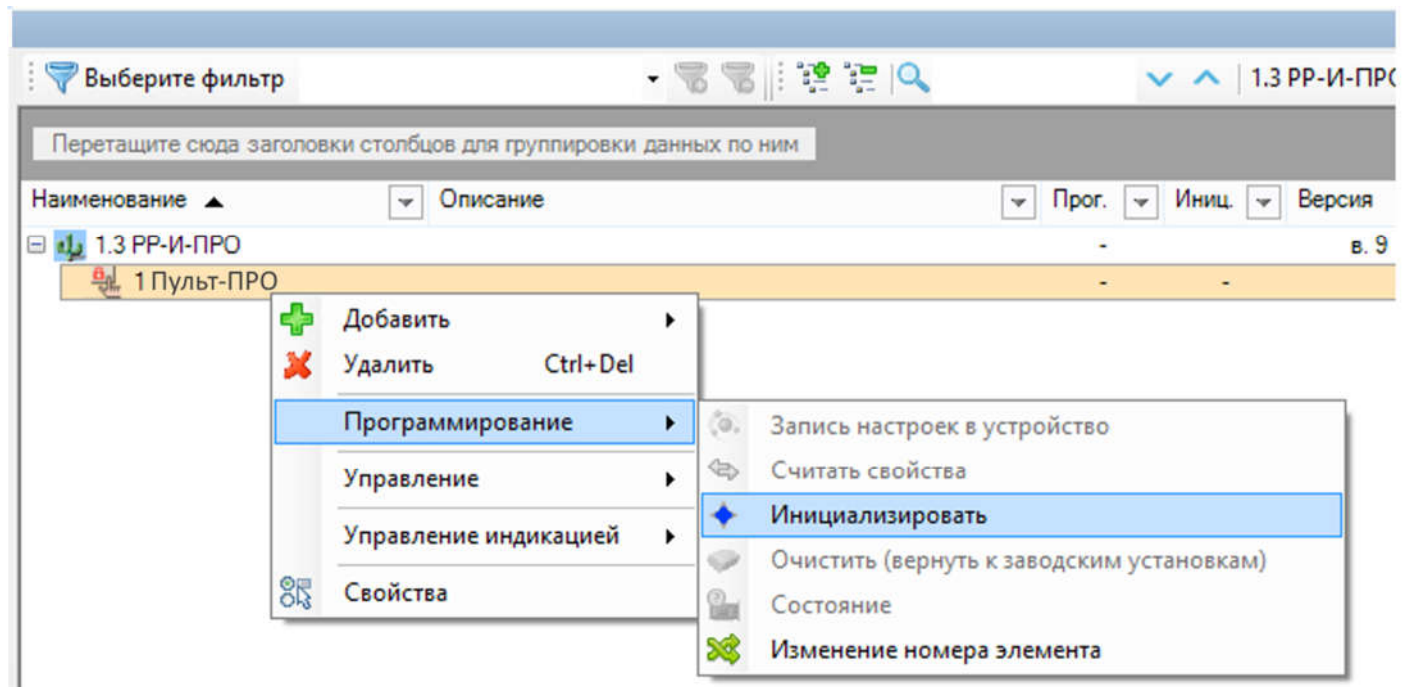 Выберите фильтр
1.3 РР-И-ПРО
Перетащите сюда заголовки столбцов для группировки данных по ним
Наименование Описание Прог. Иниц. Версия
1.3 РР-И-ПРО - в. 9
1 Пульт-ПРО - -
Добавить
Удалить Ctrl+Del
Программирование
Управление
Управление индикацией
Свойства
Запись настроек в устройство
Считать свойства
Инициализировать
Очистить (вернуть к заводским установкам)
Состояние
Изменение номера элемента